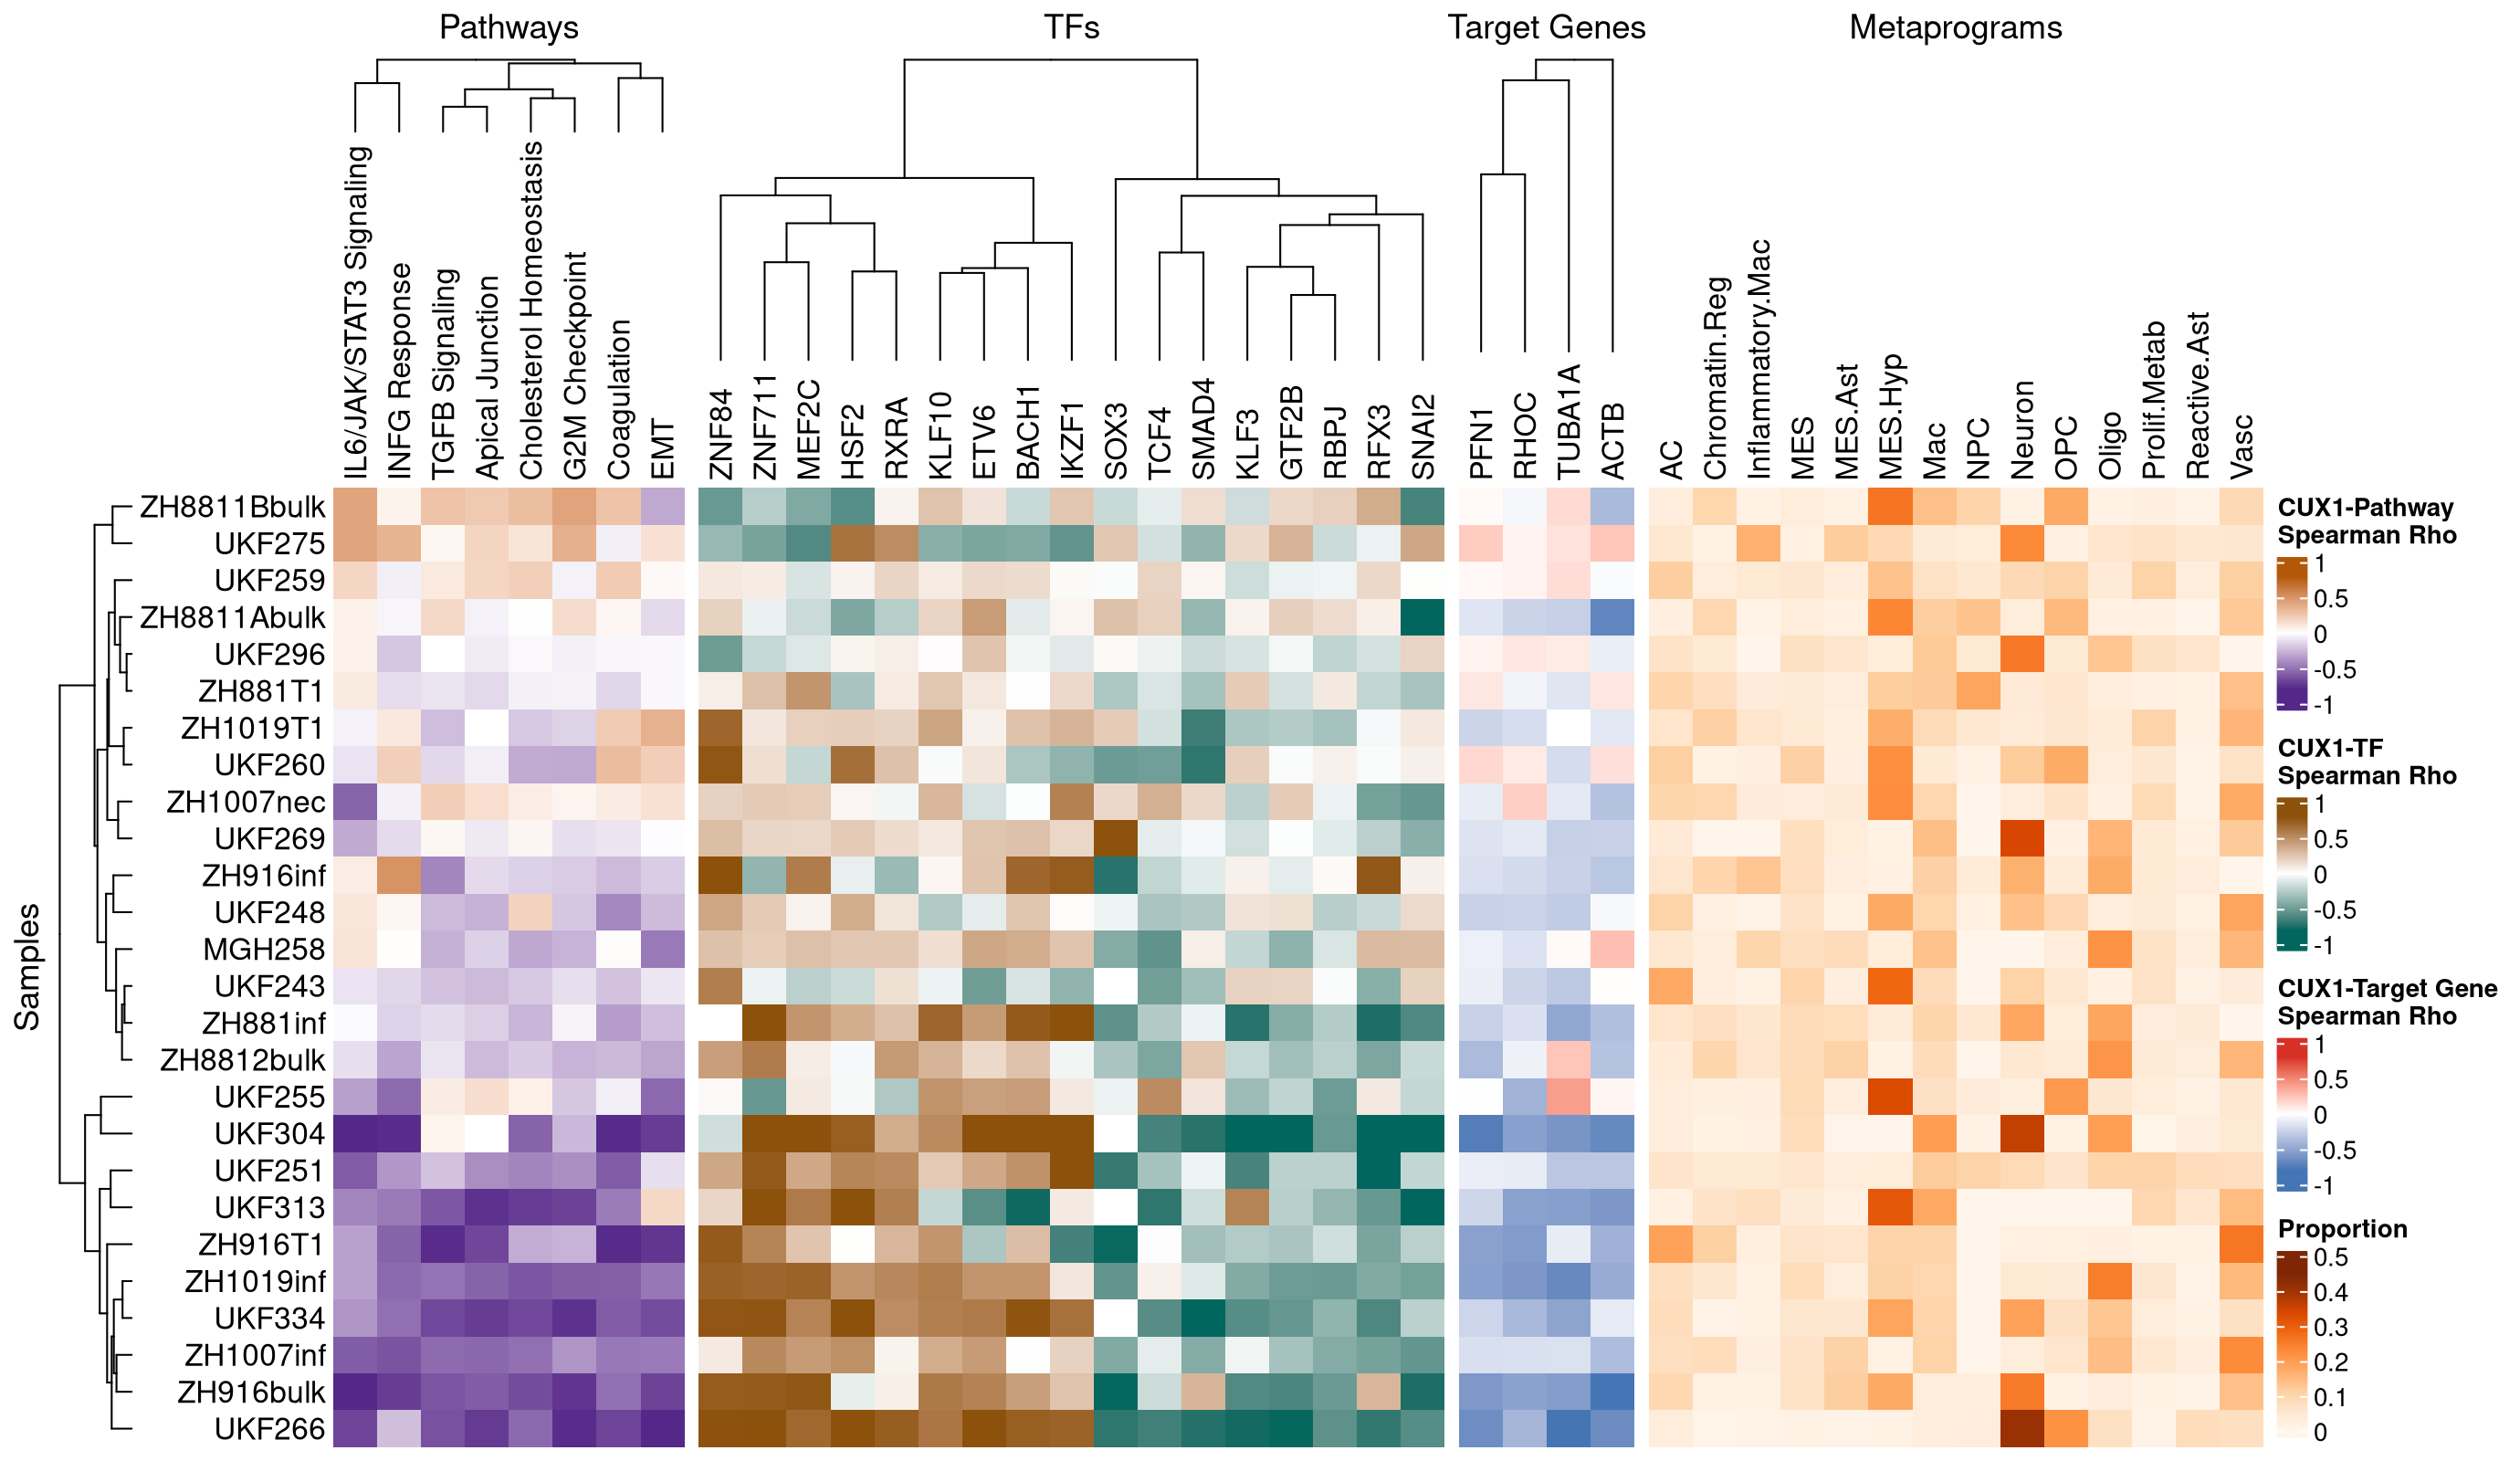 Pathways
TFs
Target Genes
Metaprograms
IL6/JAK/STAT3 Signaling
INFG Response
TGFB Signaling
Apical Junction
Cholesterol Homeostasis
G2M Checkpoint
Coagulation
EMT
ZNF84
ZNF711
MEF2C
HSF2
RXRA
KLF10
ETV6
BACH1
IKZF1
SOX3
TCF4
SMAD4
KLF3
GTF2B
RBPJ
RFX3
SNAI2
PFN1
RHOC
TUBA1A
ACTB
AC
Chromatin.Reg
Inflammatory.Mac
MES
MES.Ast
MES.Hyp
Mac
NPC
Neuron
OPC
Oligo
Prolif.Metab
Reactive.Ast
Vasc
Samples
ZH8811Bbulk
UKF275
UKF259
ZH8811Abulk
UKF296
ZH881T1
ZH1019T1
UKF260
ZH1007nec
UKF269
ZH916inf
UKF248
MGH258
UKF243
ZH881inf
ZH8812bulk
UKF255
UKF304
UKF251
UKF313
ZH916T1
ZH1019inf
UKF334
ZH1007inf
ZH916bulk
UKF266
CUX1-Pathway
Spearman Rho
1
0.5
0
-0.5
-1
CUX1-TF
Spearman Rho
1
0.5
0
-0.5
-1
CUX1-Target Gene
Spearman Rho
1
0.5
0
-0.5
-1
Proportion
0.5
0.4
0.3
0.2
0.1
0